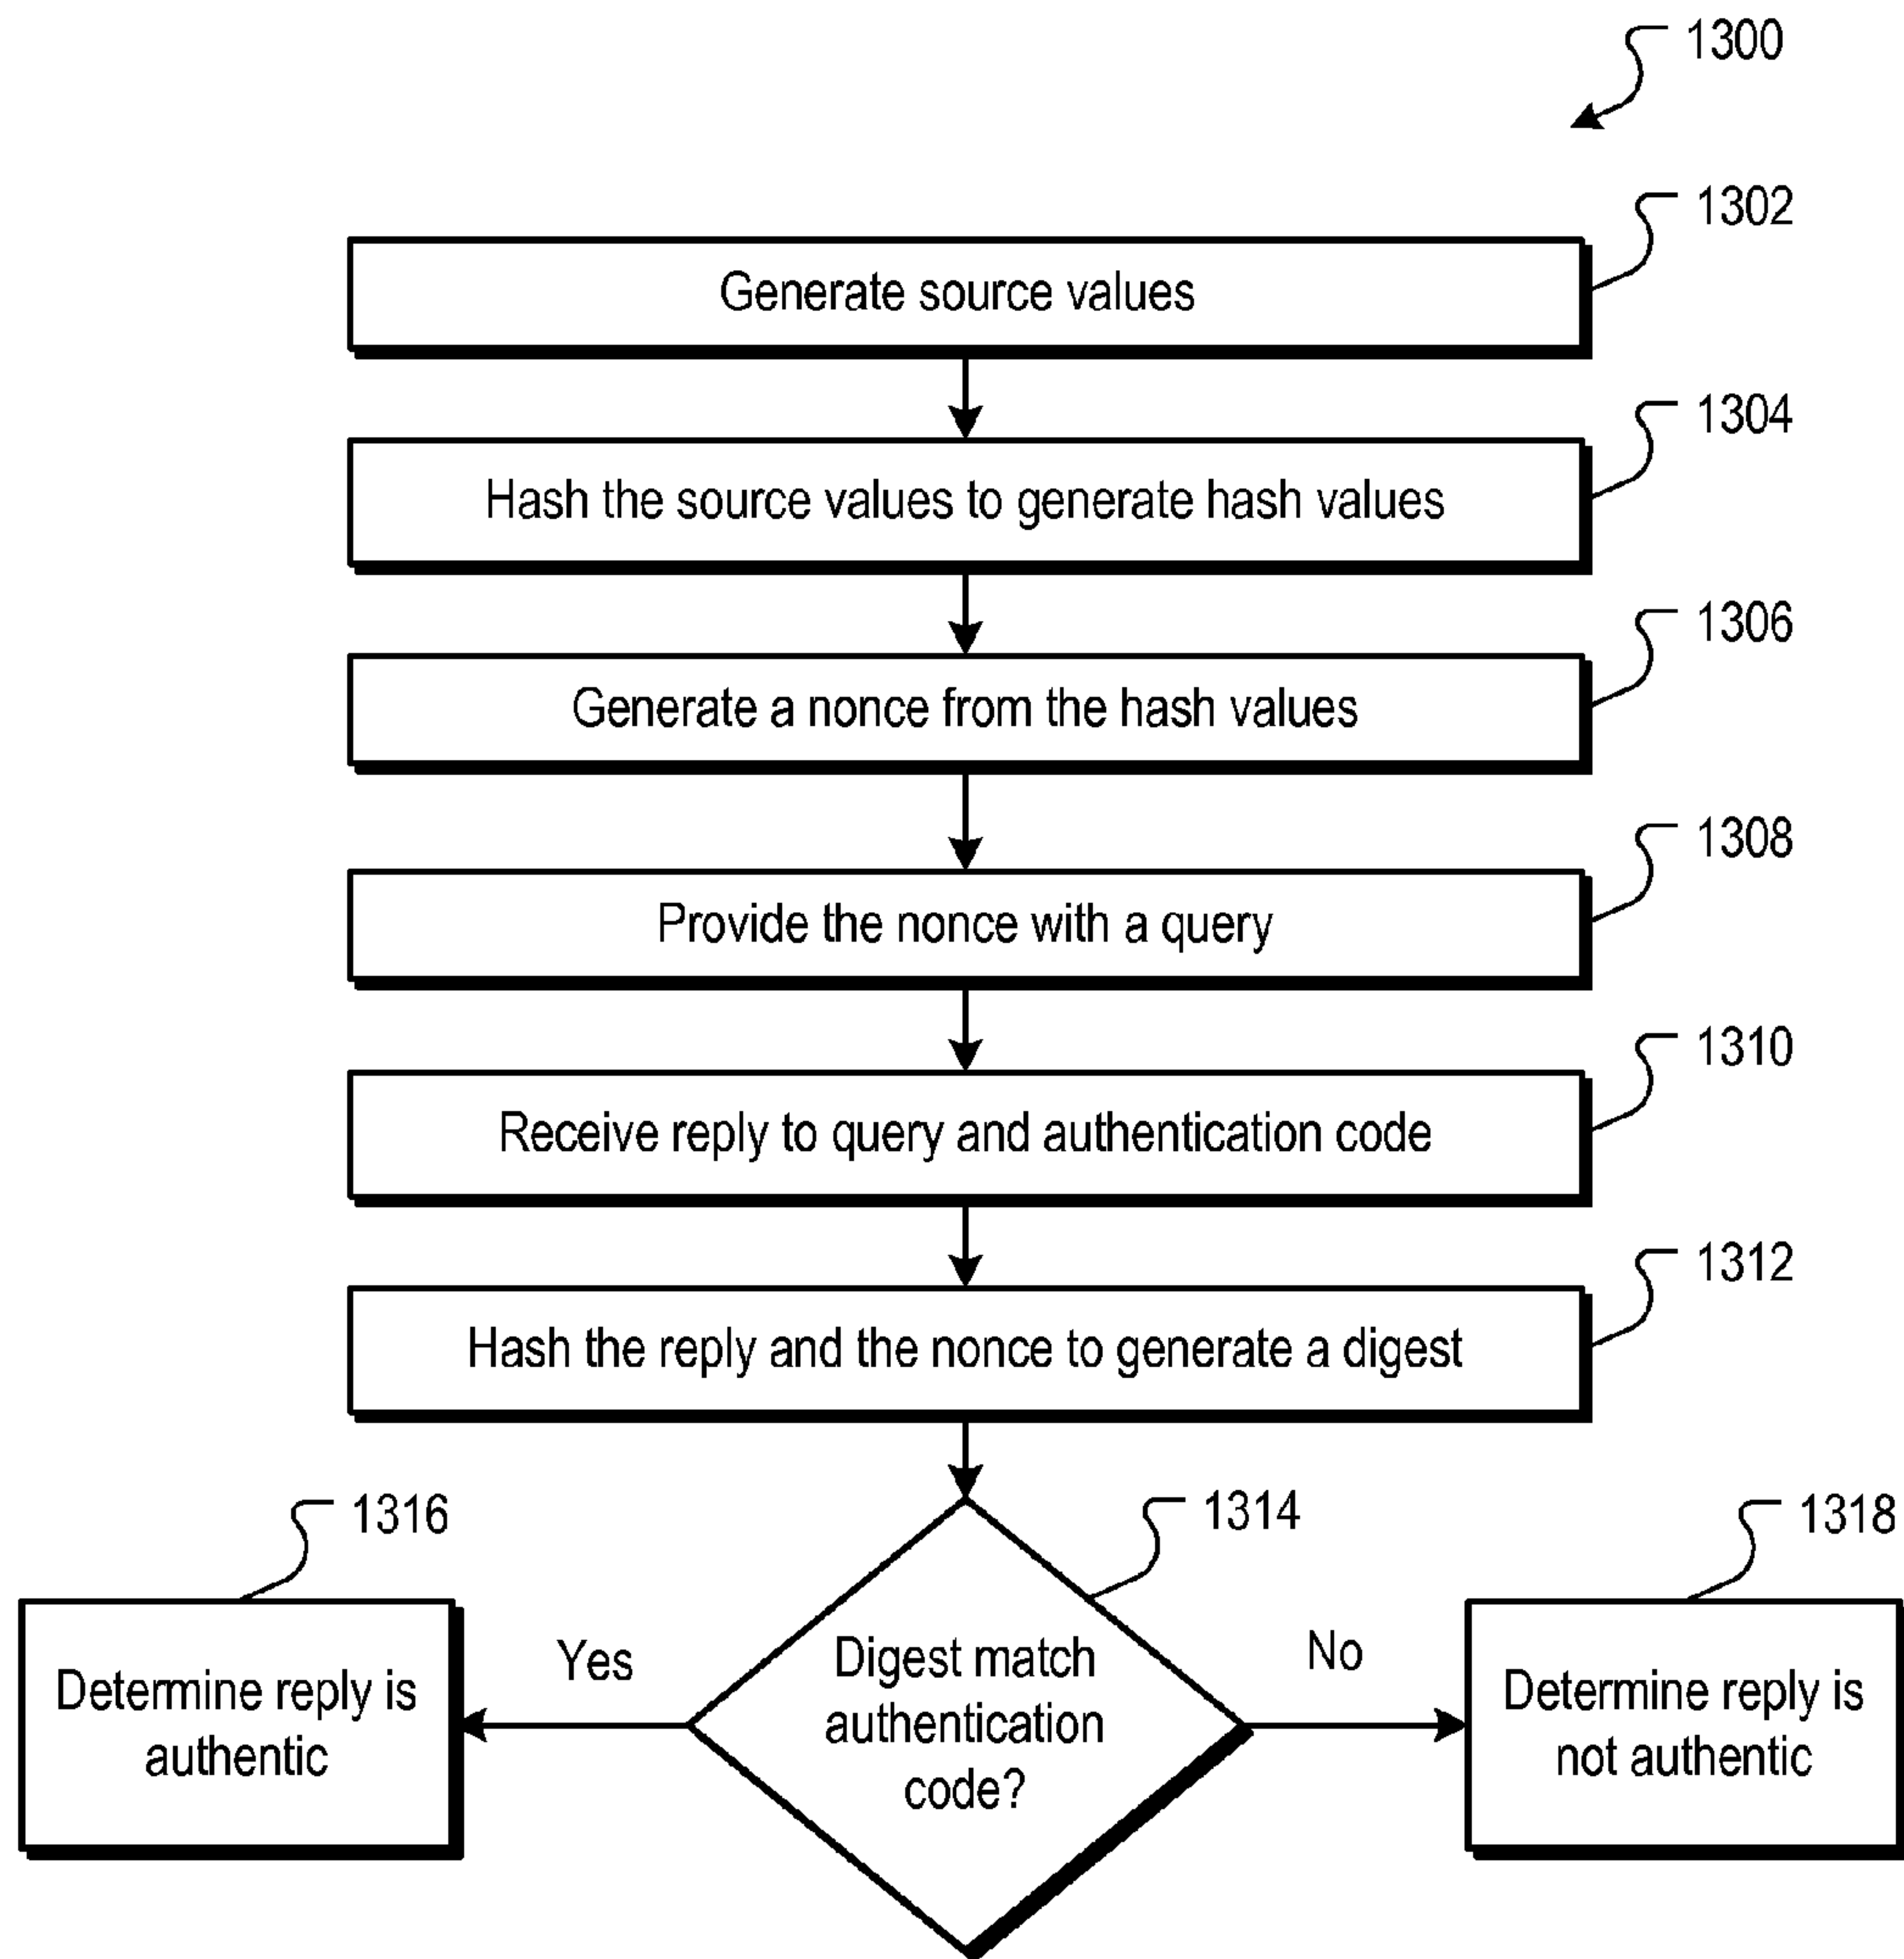 1300
1302
Generate source values
1304
Hash the source values to generate hash values
1306
Generate a nonce from the hash values
1308
Provide the nonce with a query
1310
Receive reply to query and authentication code
1312
Hash the reply and the nonce to generate a digest
1316
1314
1318
Determine reply is
authentic
Yes
Digest match
authentication
code?
No
Determine reply is
not authentic